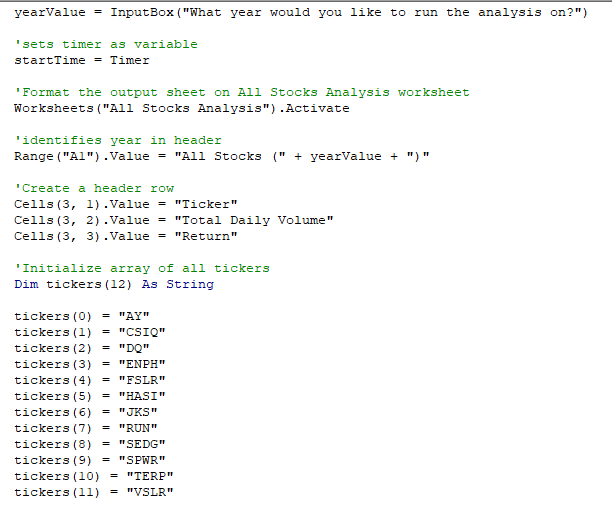 yearValue = InputBox("What year would you like to run the analysis on?")
'sets timer as variable
startTime = Timer
'Format the output sheet on All Stocks Analysis worksheet
Worksheets("All Stocks Analysis").Activate
'identifies year in header
Range("A1").Value = "All Stocks (" + yearValue + ")"
'Create a header row
Cells(3, 1).Value = "Ticker"
Cells(3, 2).Value = "Total Daily Volume"
Cells(3, 3).Value = "Return"
'Initialize array of all tickers
Dim tickers(12) As String
tickers(0) = "AY"
tickers(1) = "CSIQ"
tickers(2) = "DQ"
tickers(3) = "ENPH"
tickers(4) = "FSLR"
tickers(5) = "HASI"
tickers(6) = "JKS"
tickers(7) = "RUN"
tickers(8) = "SEDG"
tickers(9) = "SPWR"
tickers(10) = "TERP"
tickers(11) = "VSLR"